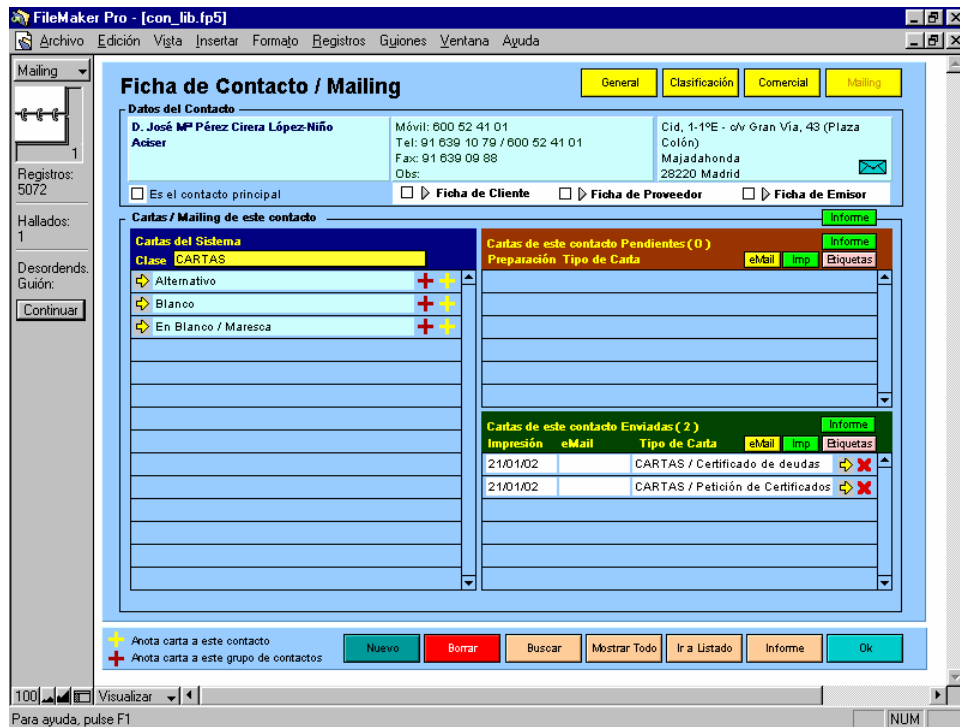 FileMaker Pro - [con_lib.fp5]
Archivo Edición Vista Insertar Formato Registros Guiones Ventana Ayuda
Mailing
1
Registros:
5072
Hallados:
1
Desordends.
Guión:
Continuar
Ficha de Contacto / Mailing
General Clasificación Comercial Mailing
Datos del Contacto
D. José Mª Pérez Cirera López-Niño
Aciser
Móvil: 600 52 41 01
Tel: 91 639 10 79 / 600 52 41 01
Fax: 91 639 09 88
Obs:
Cid, 1-1ºE - c/v Gran Vía, 43 (Plaza
Colón)
Majadahonda
28220 Madrid
Es el contacto principal
Ficha de Cliente Ficha de Proveedor Ficha de Emisor
Cartas / Mailing de este contacto Informe
Cartas del Sistema
Clase CARTAS
Alternativo
Blanco
En Blanco / Maresca
Cartas de este contacto Pendientes ( 0 ) Informe
Preparación Tipo de Carta eMail Imp Etiquetas
Cartas de este contacto Enviadas ( 2 ) Informe
Impresión eMail Tipo de Carta eMail Imp Etiquetas
21/01/02 CARTAS / Certificado de deudas
21/01/02 CARTAS / Petición de Certificados
Anota carta a este contacto
Anota carta a este grupo de contactos
Nuevo Borrar Buscar Mostrar Todo Ir a Listado Informe Ok
100 Visualizar
Para ayuda, pulse F1 NUM